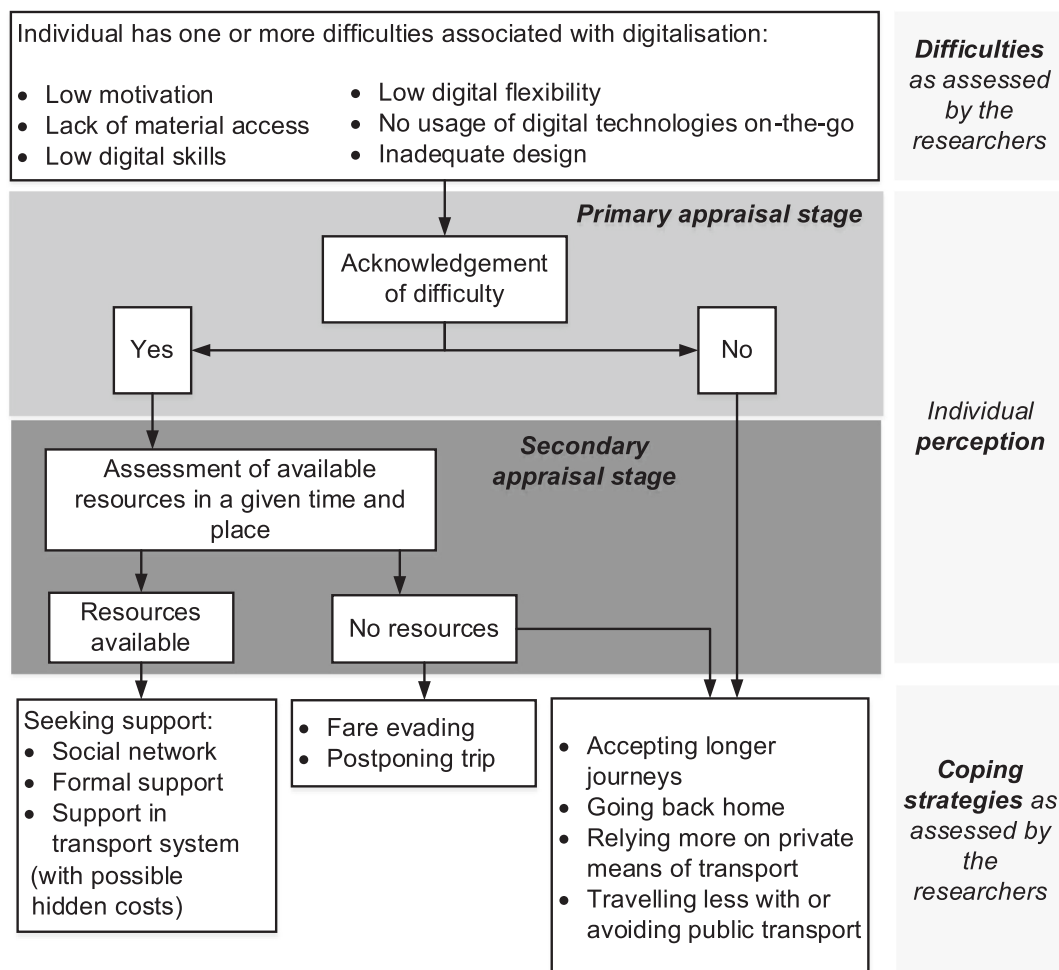 Individual has one or more difficulties associated with digitalisation:
• Low motivation
• Lack of material access
• Low digital skills
• Low digital flexibility
• No usage of digital technologies on-the-go
• Inadequate design
Difficulties
as assessed
by the
researchers
Primary appraisal stage
Acknowledgement
of difficulty
Yes
No
Individual
perception
Secondary
appraisal stage
Assessment of available
resources in a given time and
place
Resources
available
No resources
Seeking support:
• Social network
• Formal support
• Support in
transport system
(with possible
hidden costs)
• Fare evading
• Postponing trip
• Accepting longer
journeys
• Going back home
• Relying more on private
means of transport
• Travelling less with or
avoiding public transport
Coping
strategies as
assessed by
the
researchers